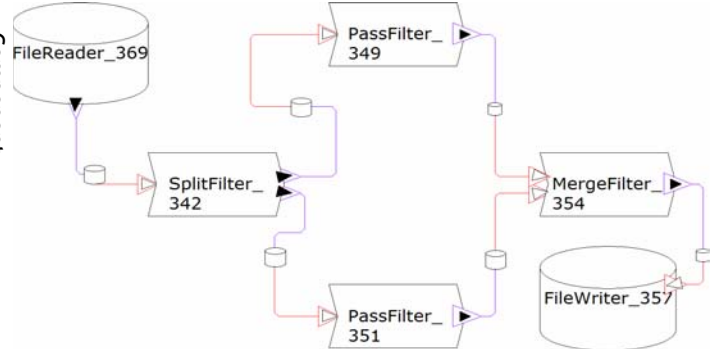 FileReader_369
PassFilter_
349
SplitFilter_
342
MergeFilter_
354
FileWriter_357
PassFilter_
351